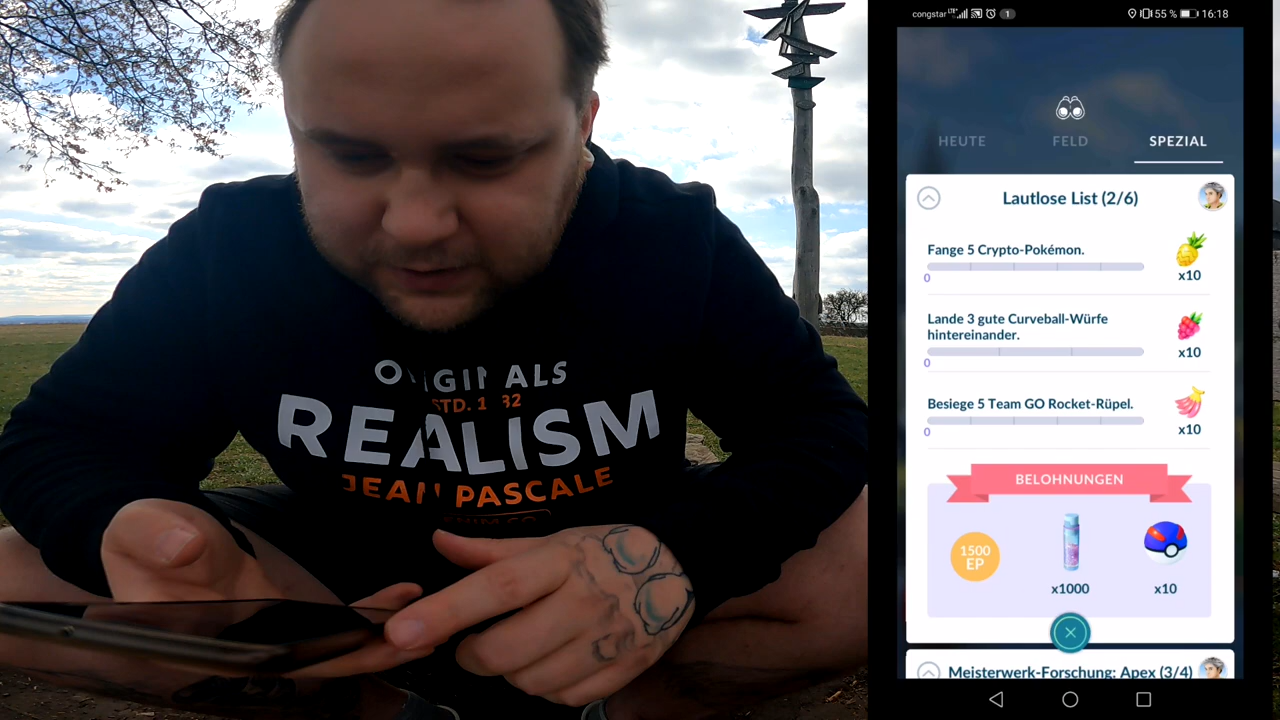 ORIGINALS
REALISM
JEAN PASCALE
congstar
1
55 %
16:18
HEUTE
FELD
SPEZIAL
Lautlose List (2/6)
Fange 5 Crypto-Pokémon.
0
x10
Lande 3 gute Curveball-Würfe
hintereinander.
0
x10
Besiege 5 Team GO Rocket-Rüpel.
0
x10
BELOHNUNGEN
1500
EP
x1000
x10
Meisterwerk-Forschung: Apex (3/4)